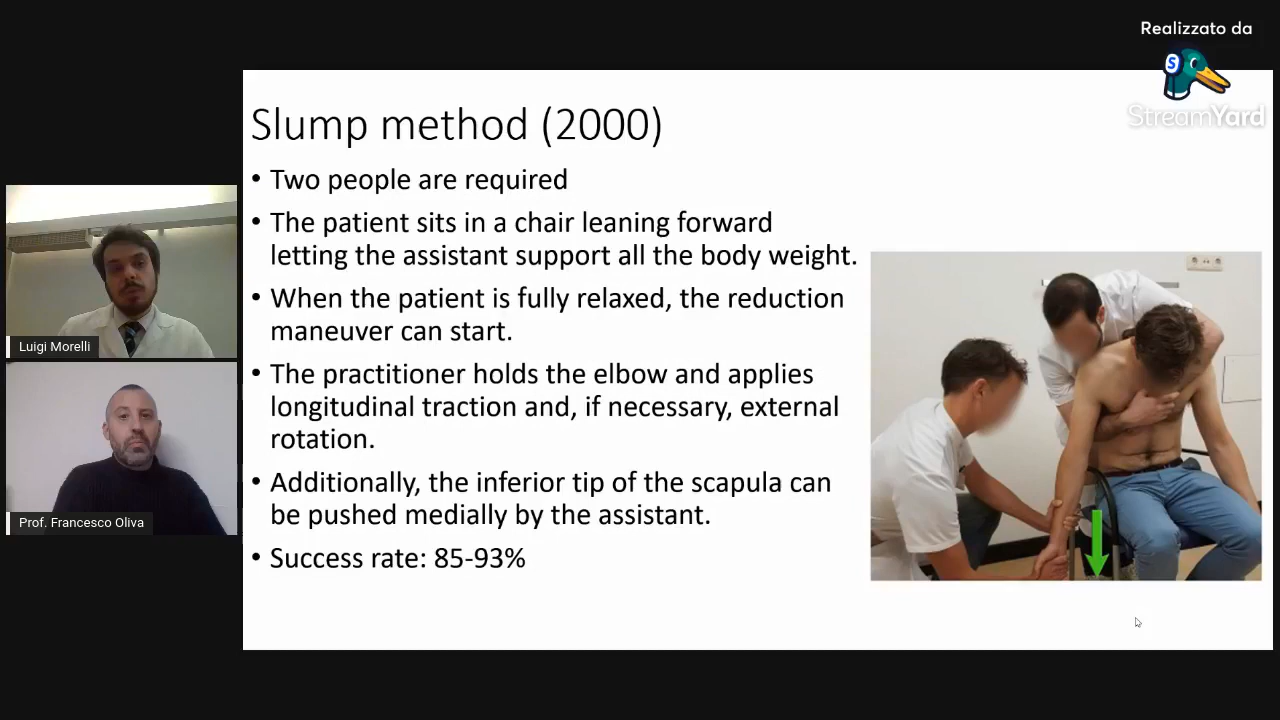 Realizzato da
StreamYard
Slump method (2000)
• Two people are required
• The patient sits in a chair leaning forward
letting the assistant support all the body weight.
• When the patient is fully relaxed, the reduction
maneuver can start.
• The practitioner holds the elbow and applies
longitudinal traction and, if necessary, external
rotation.
• Additionally, the inferior tip of the scapula can
be pushed medially by the assistant.
• Success rate: 85-93%
Luigi Morelli
Prof. Francesco Oliva